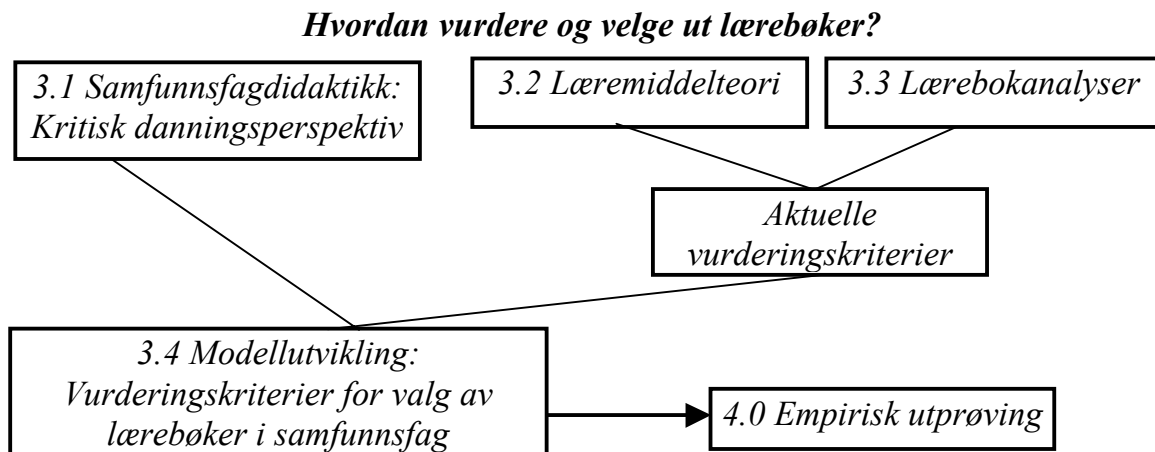 Hvordan vurdere og velge ut lærebøker?
3.1 Samfunnsfagdidaktikk:
Kritisk danningsperspektiv
3.2 Læremiddelteori
3.3 Lærebokanalyser
Aktuelle
vurderingskriterier
3.4 Modellutvikling:
Vurderingskriterier for valg av
lærebøker i samfunnsfag
4.0 Empirisk utprøving